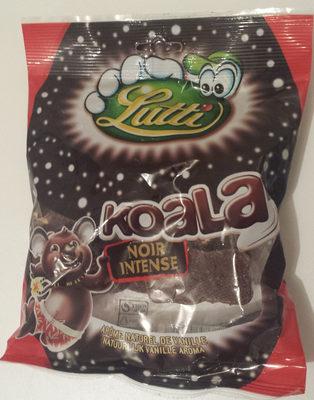 Lutti
KOALA
NOIR
INTENSE
ARÔME NATUREL DE VANILLE
NATUURLIJK VANILLE AROMA